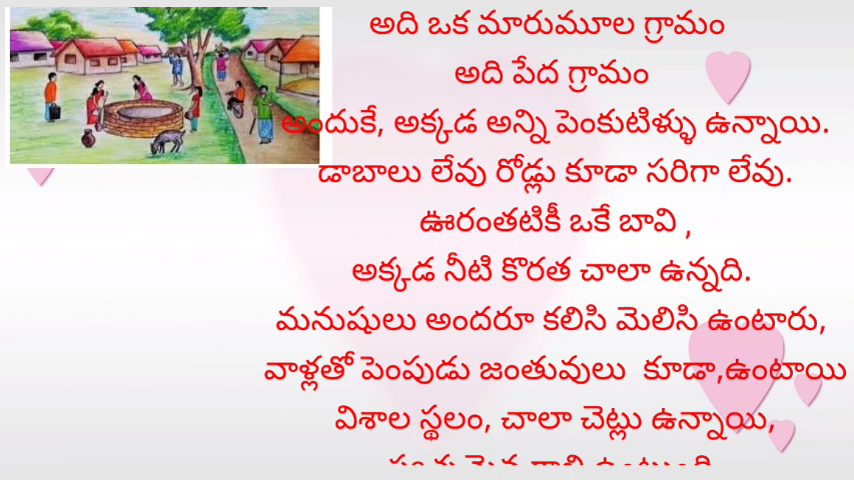 అది ఒక మారుమూల గ్రామం
అది పేద గ్రామం
అందుకే, అక్కడ అన్ని పెంకుటిళ్ళు ఉన్నాయి.
డాబాలు లేవు రోడ్లు కూడా సరిగా లేవు.
ఊరంతటికీ ఒకే బావి ,
అక్కడ నీటి కొరత చాలా ఉన్నది.
మనుషులు అందరూ కలిసి మెలిసి ఉంటారు,
వాళ్లతో పెంపుడు జంతువులు కూడా,ఉంటాయి
విశాల స్థలం, చాలా చెట్లు ఉన్నాయి,